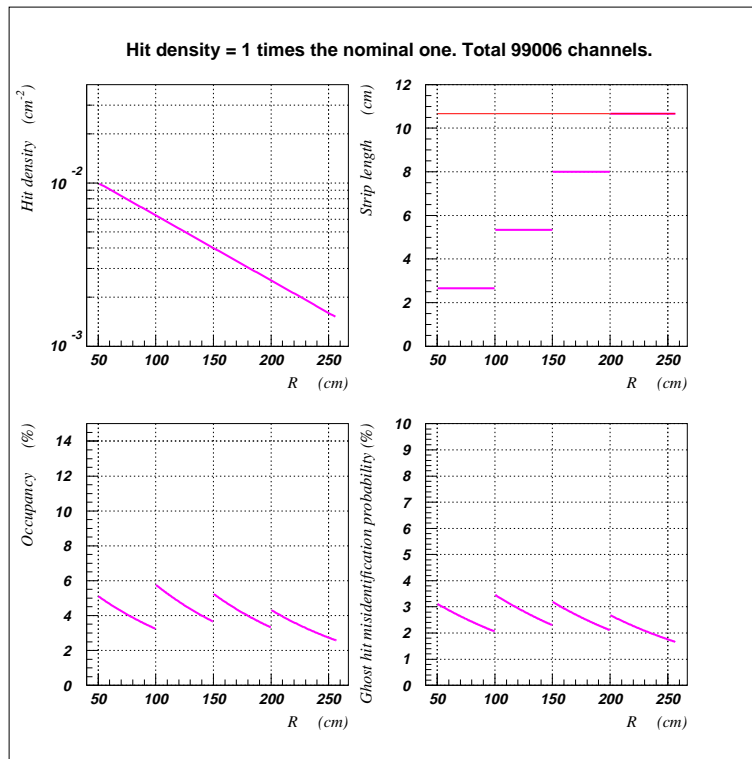 Hit density = 1 times the nominal one. Total 99006 channels.
Hit density (cm-2)
10 -2
10 -3
50 100 150 200 250
R (cm)
Strip length (cm)
12
10
8
6
4
2
0
50 100 150 200 250
R (cm)
Occupancy (%)
14
12
10
8
6
4
2
0
50 100 150 200 250
R (cm)
Ghost hit misidentification probability (%)
10
9
8
7
6
5
4
3
2
1
0
50 100 150 200 250
R (cm)